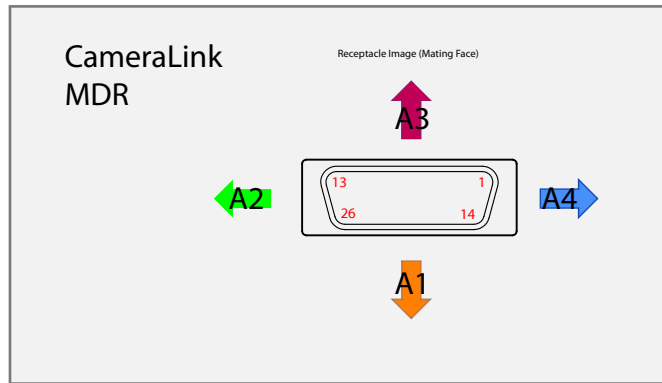 CameraLink
MDR
Receptacle Image (Mating Face)
A3
13 1
A2
A4
26 14
A1